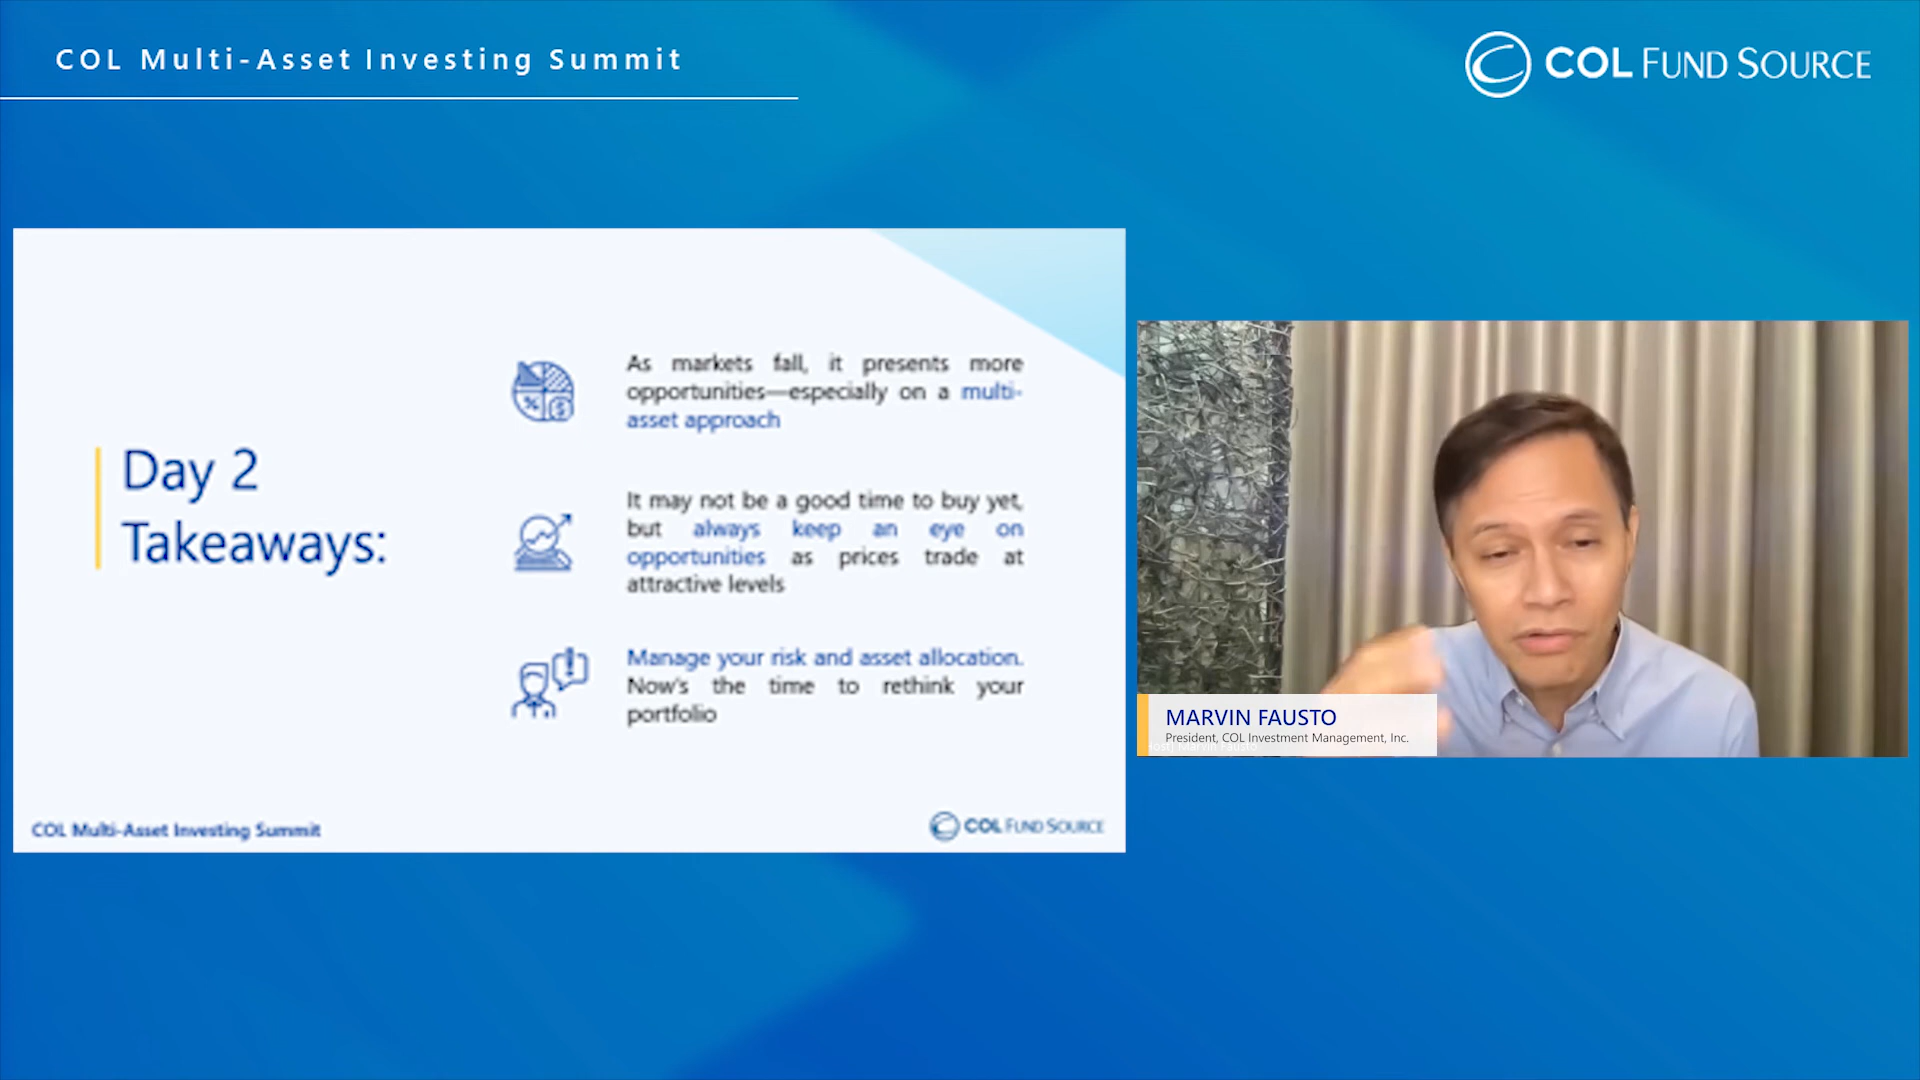 COL Multi-Asset Investing Summit
COL FUND SOURCE
Day 2
Takeaways:
As markets fall, it presents more
opportunities—especially on a multi-
asset approach
It may not be a good time to buy yet,
but always keep an eye on
opportunities as prices trade at
attractive levels
Manage your risk and asset allocation.
Now's the time to rethink your
portfolio
COL Multi-Asset Investing Summit
COL FUND SOURCE
MARVIN FAUSTO
President, COL Investment Management, Inc.
Marvin Fausto